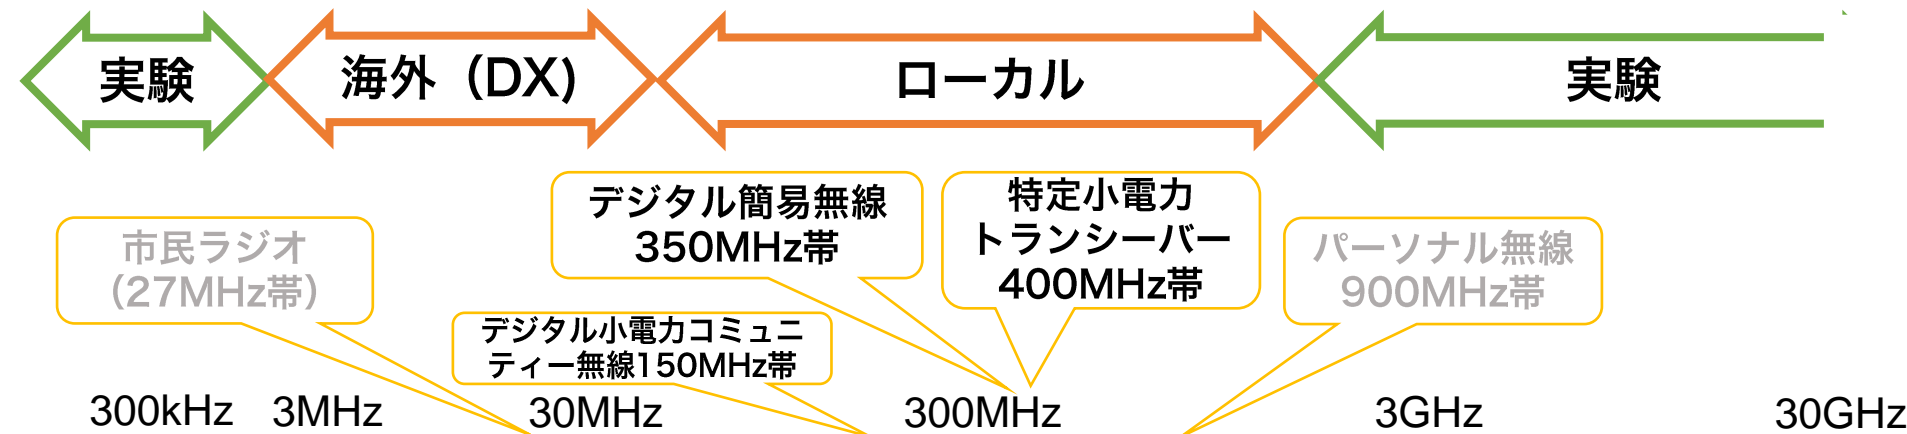 実験
海外（DX)
ローカル
実験
デジタル簡易無線
350MHz帯
特定小電力
トランシーバー
400MHz帯
市民ラジオ
(27MHz帯)
パーソナル無線
900MHz帯
デジタル小電力コミュニ
ティー無線150MHz帯
300kHz
3MHz
30MHz
300MHz
3GHz
30GHz